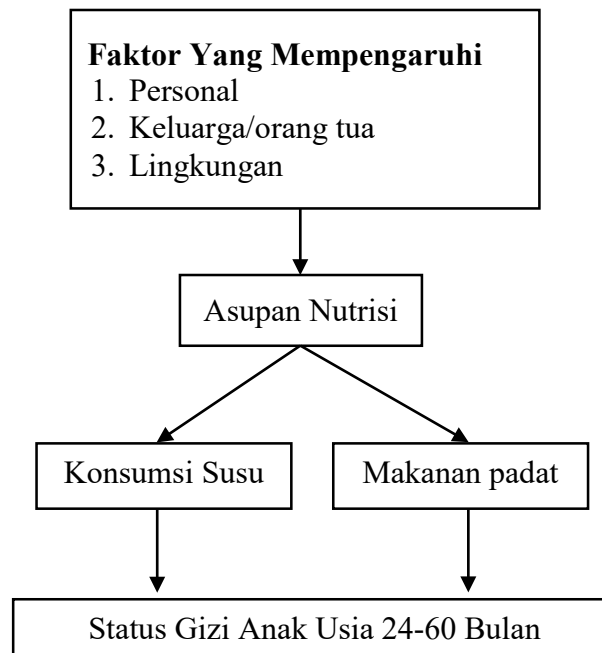 Faktor Yang Mempengaruhi
1. Personal
2. Keluarga/orang tua
3. Lingkungan
Asupan Nutrisi
Konsumsi Susu
Makanan padat
Status Gizi Anak Usia 24-60 Bulan